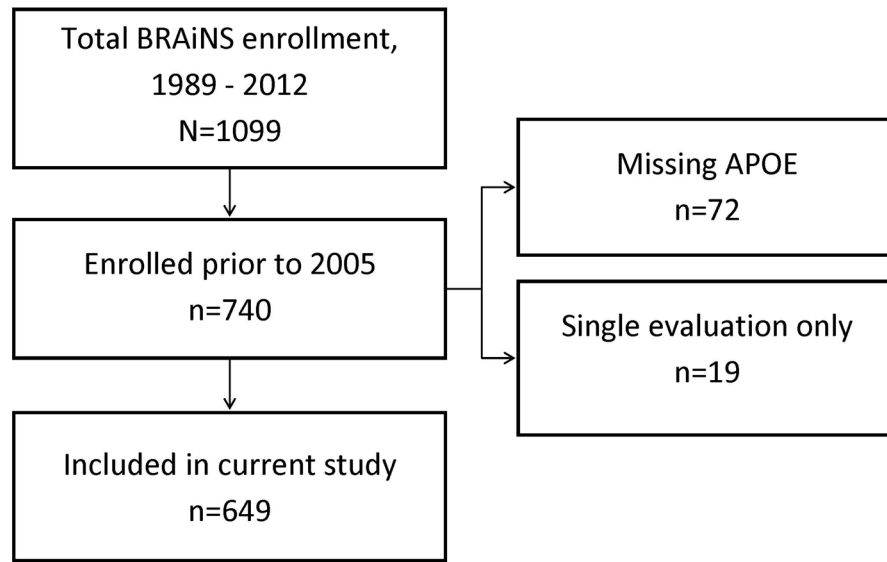 Total BRAiNS enrollment,
1989 - 2012
N=1099
Missing APOE
n=72
Enrolled prior to 2005
n=740
Single evaluation only
n=19
Included in current study
n=649